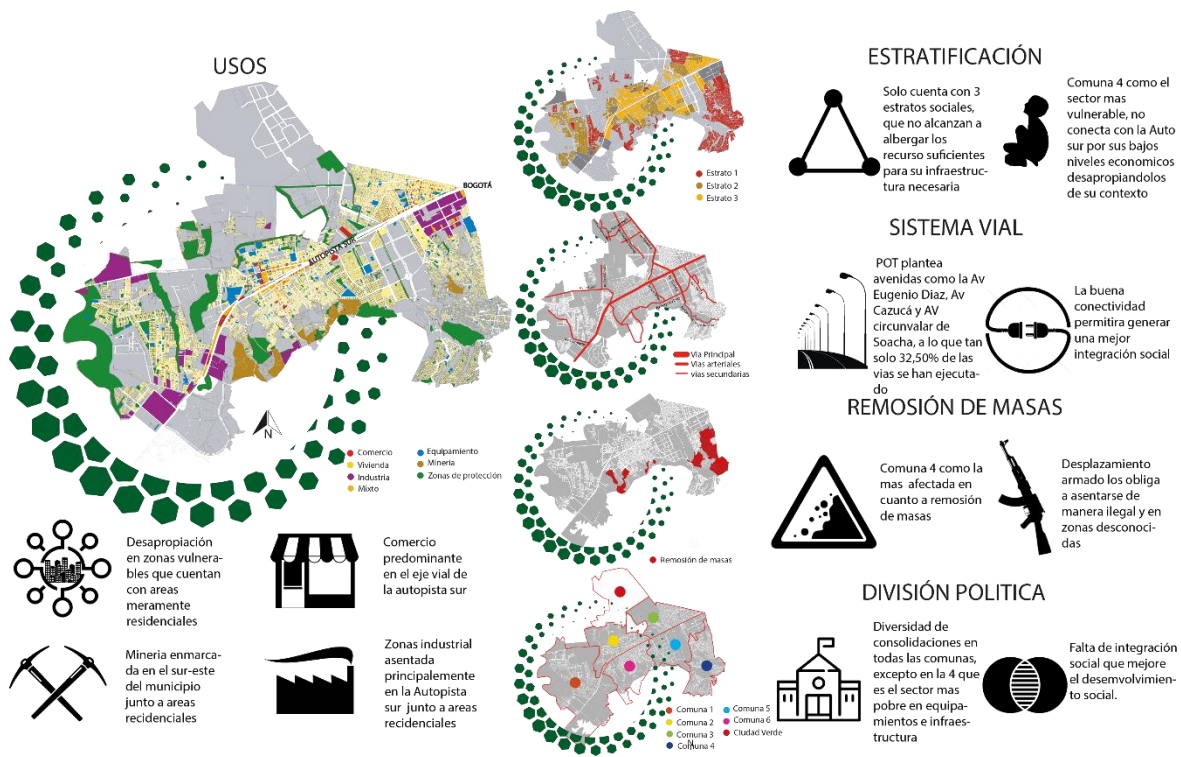 USOS
BOGOTÁ
AUTOPISTA SUR
N
Comercio
Vivienda
Industria
Mixto
Equipamiento
Mineria
Zonas de protección
Desapropiación
en zonas vulnera-
bles que cuentan
con areas
meramente
residenciales
Comercio
predominante
en el eje vial de
la autopista sur
Mineria enmarca-
da en el sur-este
del municipio
junto a areas
residenciales
Zonas industrial
asentada
principalemente
en la Autopista
sur junto a areas
residenciales
Estrato 1
Estrato 2
Estrato 3
Via Principal
Vias arteriales
vias secundarias
Remosión de masas
Comuna 1
Comuna 2
Comuna 3
Comuna 4
Comuna 5
Comuna 6
Ciudad Verde
N
ESTRATIFICACIÓN
Solo cuenta con 3
estratos sociales,
que no alcanzan a
albergar los
recurso suficientes
para su infraestruc-
tura necesaria
Comuna 4 como el
sector mas
vulnerable, no
conecta con la Auto
sur por sus bajos
niveles economicos
desapropiandolos
de su contexto
SISTEMA VIAL
POT plantea
avenidas como la Av
Eugenio Diaz, Av
Cazucá y AV
circunvalar de
Soacha, a lo que tan
solo 32,50% de las
vias se han ejecuta-
do
La buena
conectividad
permitira generar
una mejor
integración social
REMOSIÓN DE MASAS
Comuna 4 como la
mas afectada en
cuanto a remosión
de masas
Desplazamiento
armado los obliga
a asentarse de
manera ilegal y en
zonas desconoci-
das
DIVISIÓN POLITICA
Diversidad de
consolidaciones en
todas las comunas,
excepto en la 4 que
es el sector mas
pobre en equipa-
mientos e infraes-
tructura
Falta de integración
social que mejore
el desenvolvimien-
to social.